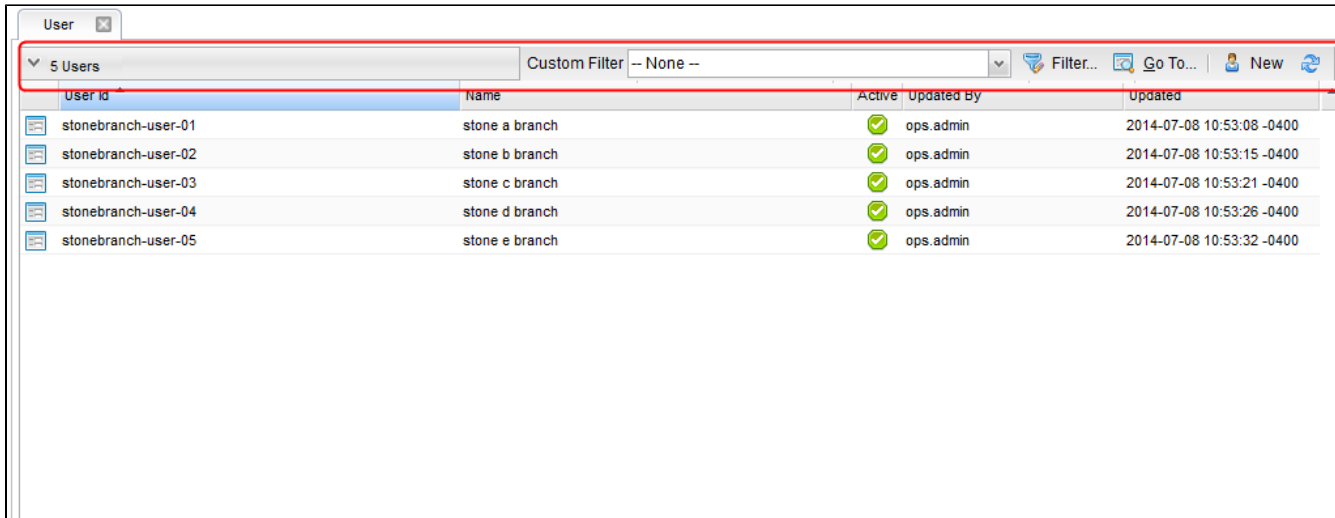 User
5 Users Custom Filter -- None -- Filter... Go To... New
User Id Name Active Updated By Updated
stonebranch-user-01 stone a branch ops.admin 2014-07-08 10:53:08 -0400
stonebranch-user-02 stone b branch ops.admin 2014-07-08 10:53:15 -0400
stonebranch-user-03 stone c branch ops.admin 2014-07-08 10:53:21 -0400
stonebranch-user-04 stone d branch ops.admin 2014-07-08 10:53:26 -0400
stonebranch-user-05 stone e branch ops.admin 2014-07-08 10:53:32 -0400